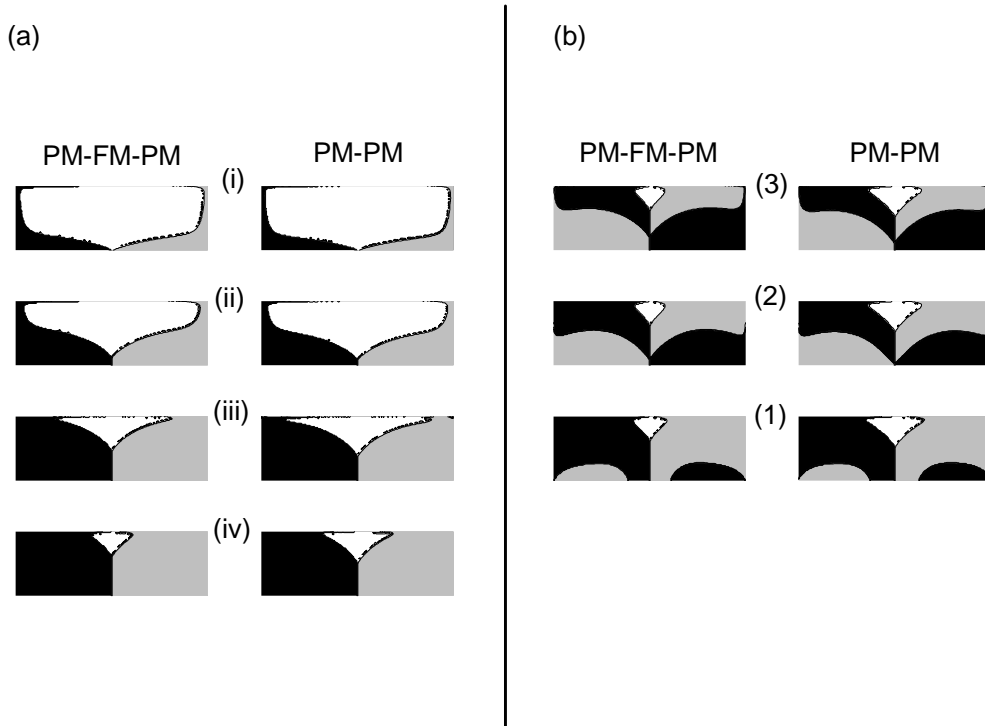 (a)
PM-FM-PM
PM-PM
(i)
(ii)
(iii)
(iv)
(b)
PM-FM-PM
PM-PM
(3)
(2)
(1)